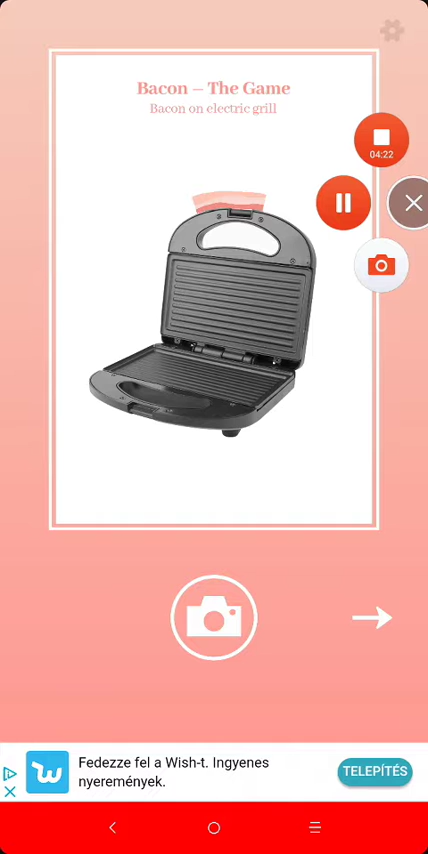 Bacon – The Game
Bacon on electric grill
04:22
Fedezze fel a Wish-t. Ingyenes
nyeremények.
TELEPÍTÉS